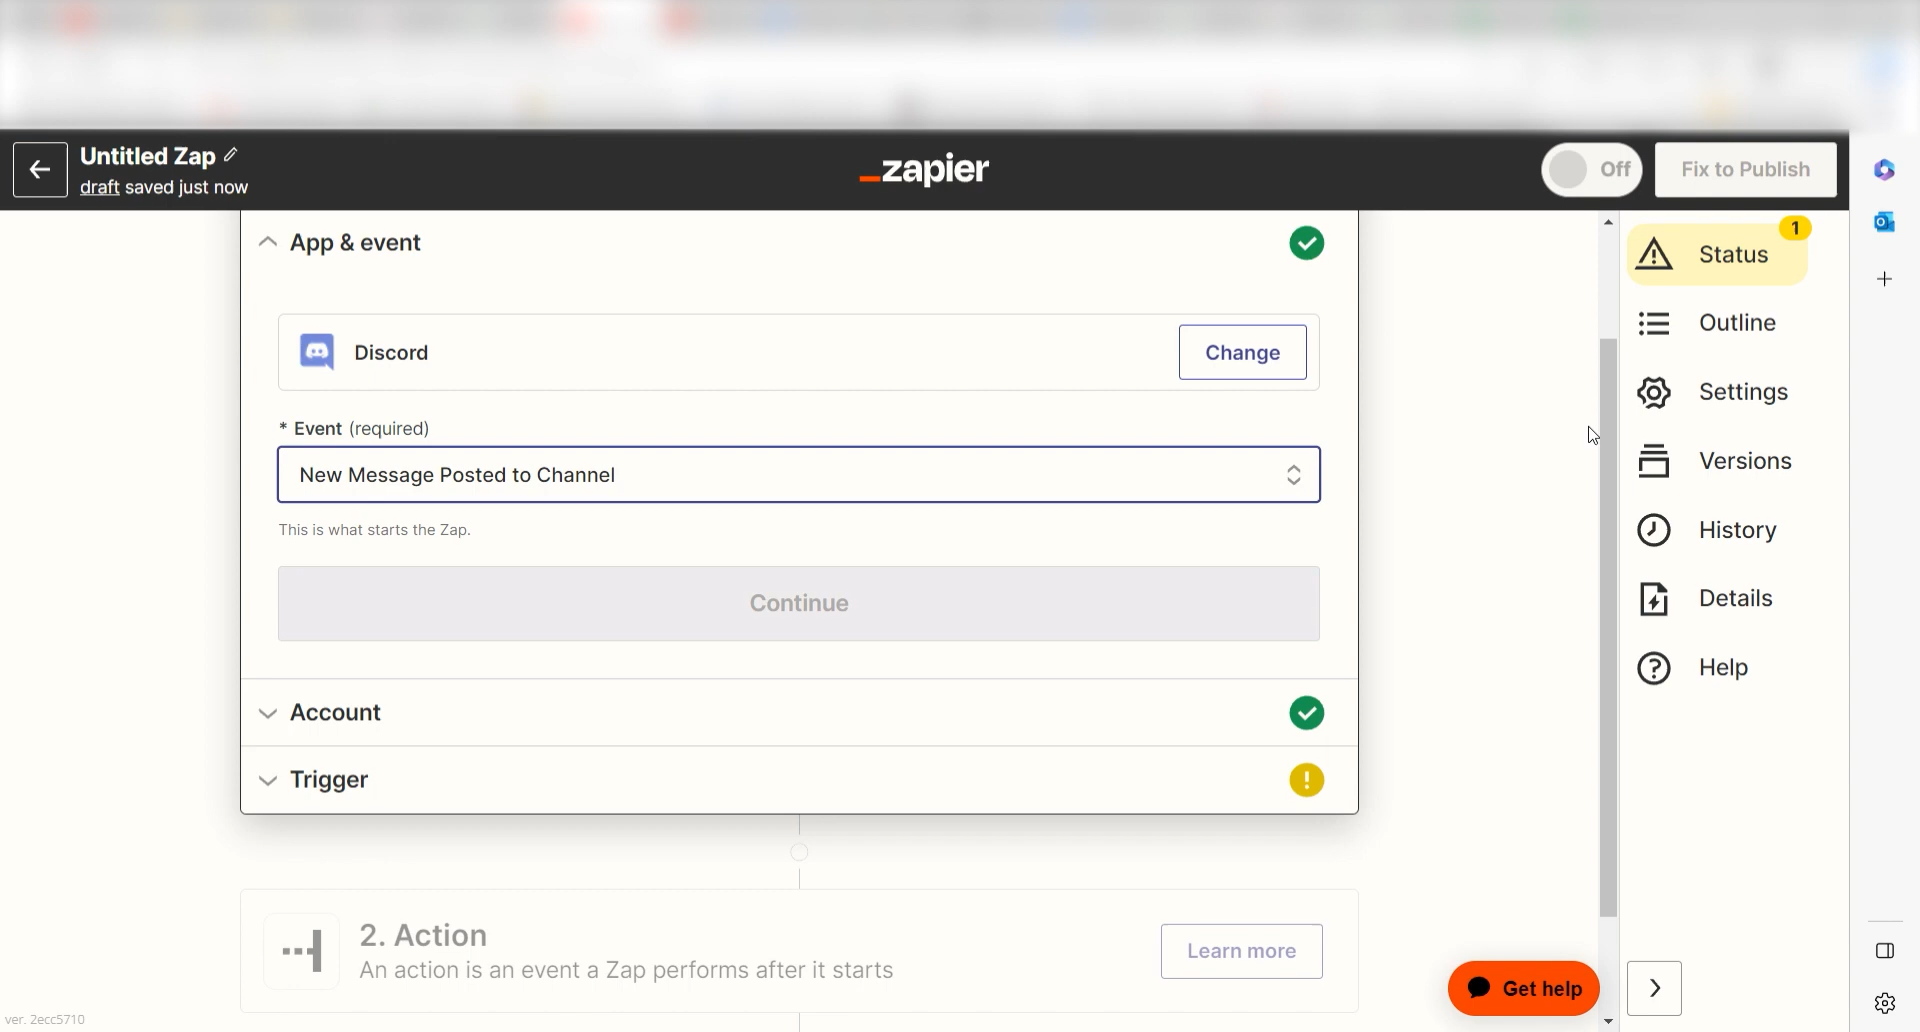 Untitled Zap
draft saved just now
_zapier
Off
Fix to Publish
App & event
Discord
Change
* Event (required)
New Message Posted to Channel
This is what starts the Zap.
Continue
Account
Trigger
!
2. Action
An action is an event a Zap performs after it starts
Learn more
1
Status
Outline
Settings
Versions
History
Details
Help
Get help
ver. 2ecc5710